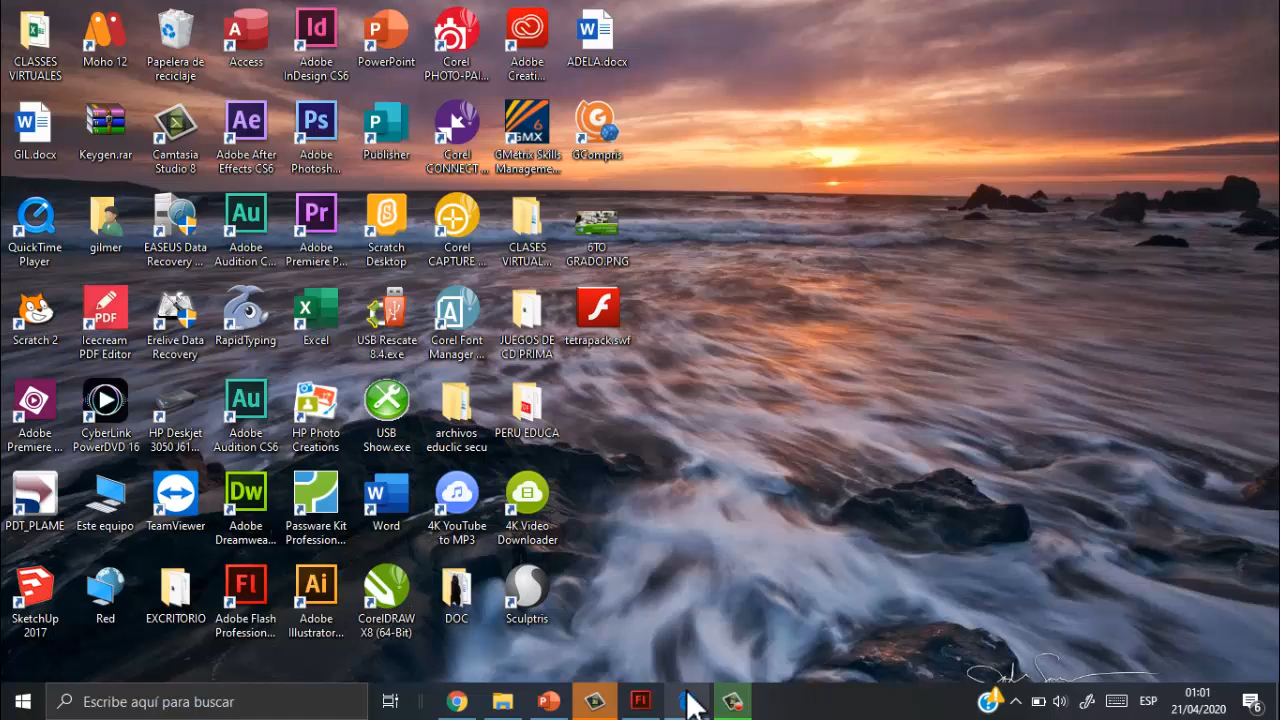 CLASES
VIRTUALES
Moho 12
Papelera de
reciclaje
Access
Adobe
InDesign CS6
PowerPoint
Corel
PHOTO-PAI...
Adobe
Creati...
ADELA.docx
GIL.docx
Keygen.rar
Camtasia
Studio 8
Adobe After
Effects CS6
Adobe
Photosh...
Publisher
Corel
CONNECT ...
GMetrix Skills
Manageme...
GCompris
QuickTime
Player
gilmer
EASEUS Data
Recovery ...
Adobe
Audition C...
Adobe
Premiere P...
Scratch
Desktop
Corel
CAPTURE ...
CLASES
VIRTUAL...
6TO
GRADO.PNG
Scratch 2
Icecream
PDF Editor
Erelive Data
Recovery
RapidTyping
Excel
USB Rescate
8.4.exe
Corel Font
Manager ...
JUEGOS DE
CD PRIMA
tetrapack.swf
Adobe
Premiere ...
CyberLink
PowerDVD 16
HP Deskjet
3050 J61...
Adobe
Audition CS6
HP Photo
Creations
USB
Show.exe
archivos
educlic secu
PERU EDUCA
PDT_PLAME
Este equipo
TeamViewer
Adobe
Dreamwea...
Passware Kit
Profession...
Word
4K YouTube
to MP3
4K Video
Downloader
SketchUp
2017
Red
EXCRITORIO
Adobe Flash
Profession...
Adobe
Illustrator...
CorelDRAW
X8 (64-Bit)
DOC
Sculptris
Escribe aquí para buscar
ESP
01:01
21/04/2020
6